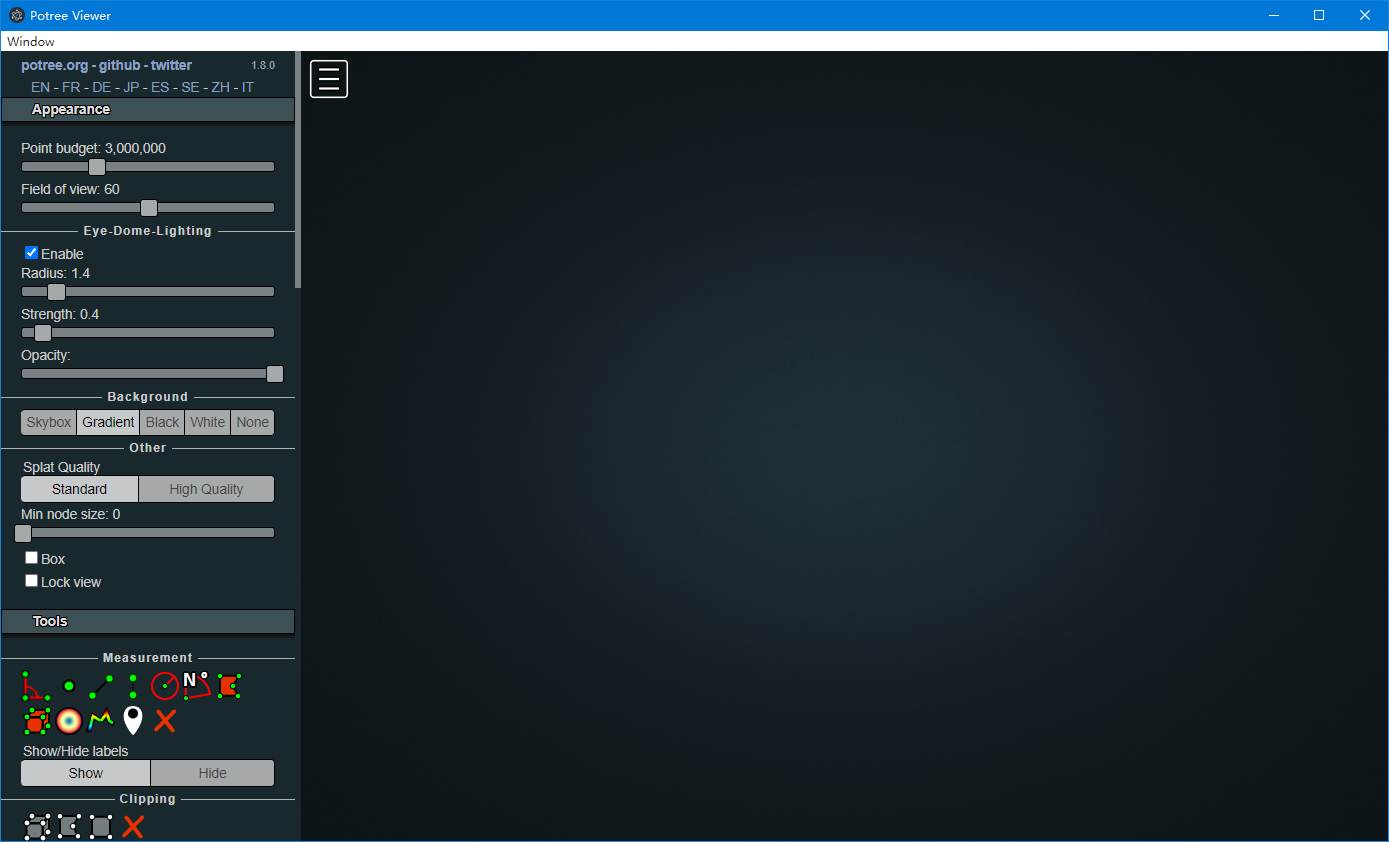 Potree Viewer
Window
potree.org - github - twitter 1.8.0
EN - FR - DE - JP - ES - SE - ZH - IT
Appearance
Point budget: 3,000,000
Field of view: 60
Eye-Dome-Lighting
Enable
Radius: 1.4
Strength: 0.4
Opacity:
Background
Skybox Gradient Black White None
Other
Splat Quality
Standard High Quality
Min node size: 0
Box
Lock view
Tools
Measurement
N°
Show/Hide labels
Show Hide
Clipping